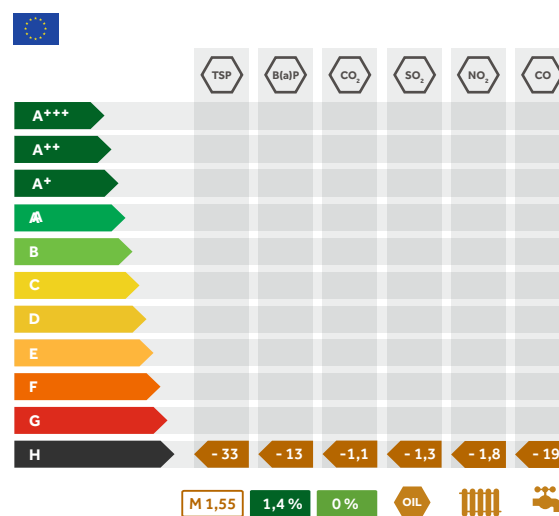 TSP B(a)P CO₂ SO₂ NO₂ CO
A+++
A++
A+
A
B
C
D
E
F
G
H - 33 - 13 -1,1 - 1,3 - 1,8 - 19
M 1,55 1,4 % 0 % OIL